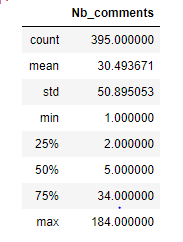 Nb_comments
count 395.000000
mean 30.493671
std 50.895053
min 1.000000
25% 2.000000
50% 5.000000
75% 34.000000
max 184.000000